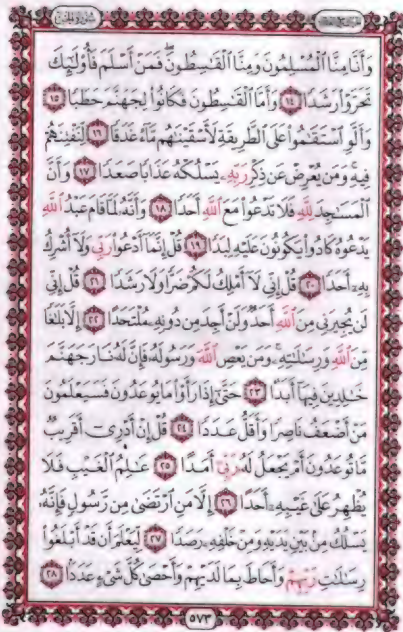 سورة الجن
وَأَنَّا مِنَّا ٱلْمُسْلِمُونَ وَمِنَّا ٱلْقَٰسِطُونَ ۖ فَمَنْ أَسْلَمَ فَأُو۟لَٰٓئِكَ
تَحَرَّوْا۟ رَشَدًا ١٤ وَأَمَّا ٱلْقَٰسِطُونَ فَكَانُوا۟ لِجَهَنَّمَ حَطَبًا ١٥
وَأَلَّوِ ٱسْتَقَٰمُوا۟ عَلَى ٱلطَّرِيقَةِ لَأَسْقَيْنَٰهُم مَّآءً غَدَقًا ١٦ لِّنَفْتِنَهُمْ
فِيهِ ۚ وَمَن يُعْرِضْ عَن ذِكْرِ رَبِّهِۦ يَسْلُكْهُ عَذَابًا صَعَدًا ١٧ وَأَنَّ
ٱلْمَسَٰجِدَ لِلَّهِ فَلَا تَدْعُوا۟ مَعَ ٱللَّهِ أَحَدًا ١٨ وَأَنَّهُۥ لَمَّا قَامَ عَبْدُ ٱللَّهِ
يَدْعُوهُ كَادُوا۟ يَكُونُونَ عَلَيْهِ لِبَدًا ١٩ قُلْ إِنَّمَآ أَدْعُوا۟ رَبِّى وَلَآ أُشْرِكُ
بِهِۦٓ أَحَدًا ٢٠ قُلْ إِنِّى لَآ أَمْلِكُ لَكُمْ ضَرًّا وَلَا رَشَدًا ٢١ قُلْ إِنِّى
لَن يُجِيرَنِى مِنَ ٱللَّهِ أَحَدٌ وَلَنْ أَجِدَ مِن دُونِهِۦ مُلْتَحَدًا ٢٢ إِلَّا بَلَٰغًا
مِّنَ ٱللَّهِ وَرِسَٰلَٰتِهِۦ ۚ وَمَن يَعْصِ ٱللَّهَ وَرَسُولَهُۥ فَإِنَّ لَهُۥ نَارَ جَهَنَّمَ
خَٰلِدِينَ فِيهَآ أَبَدًا ٢٣ حَتَّىٰٓ إِذَا رَأَوْا۟ مَا يُوعَدُونَ فَسَيَعْلَمُونَ
مَنْ أَضْعَفُ نَاصِرًا وَأَقَلُّ عَدَدًا ٢٤ قُلْ إِنْ أَدْرِىٓ أَقَرِيبٌ
مَّا تُوعَدُونَ أَمْ يَجْعَلُ لَهُۥ رَبِّىٓ أَمَدًا ٢٥ عَٰلِمُ ٱلْغَيْبِ فَلَا
يُظْهِرُ عَلَىٰ غَيْبِهِۦٓ أَحَدًا ٢٦ إِلَّا مَنِ ٱرْتَضَىٰ مِن رَّسُولٍ فَإِنَّهُۥ
يَسْلُكُ مِنۢ بَيْنِ يَدَيْهِ وَمِنْ خَلْفِهِۦ رَصَدًا ٢٧ لِّيَعْلَمَ أَن قَدْ أَبْلَغُوا۟
رِسَٰلَٰتِ رَبِّهِمْ وَأَحَاطَ بِمَا لَدَيْهِمْ وَأَحْصَىٰ كُلَّ شَىْءٍ عَدَدًۢا ٢٨
٥٧٣